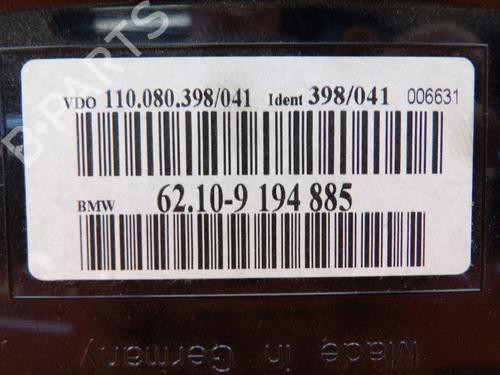 B-PARTS
VDO 110.080.398/041 Ident 398/041 006631
BMW 62.10-9 194 885
Made in Germany